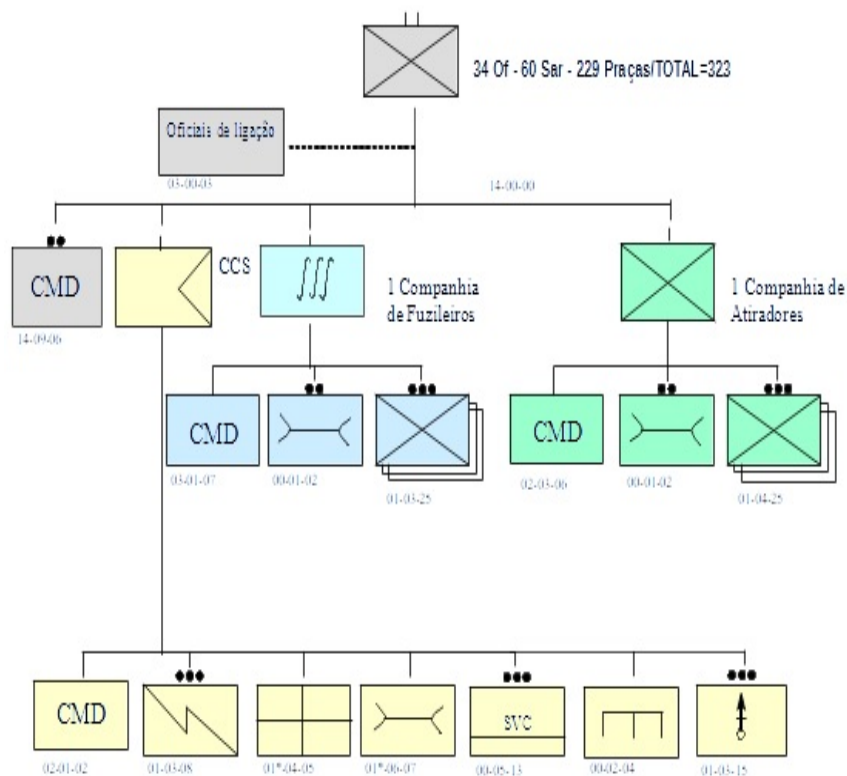 34 Of - 60 Sar - 229 Praças/TOTAL=323
Oficiais de ligação
03-00-03
14-00-00
CMD
14-09-06
CCS
1 Companhia
de Fuzileiros
1 Companhia de
Atiradores
CMD
03-01-07
00-01-02
01-03-25
CMD
02-03-06
00-01-02
01-04-25
CMD
02-01-02
01-03-08
01*-04-05
01*-06-07
SVC
00-05-13
00-02-04
01-03-15